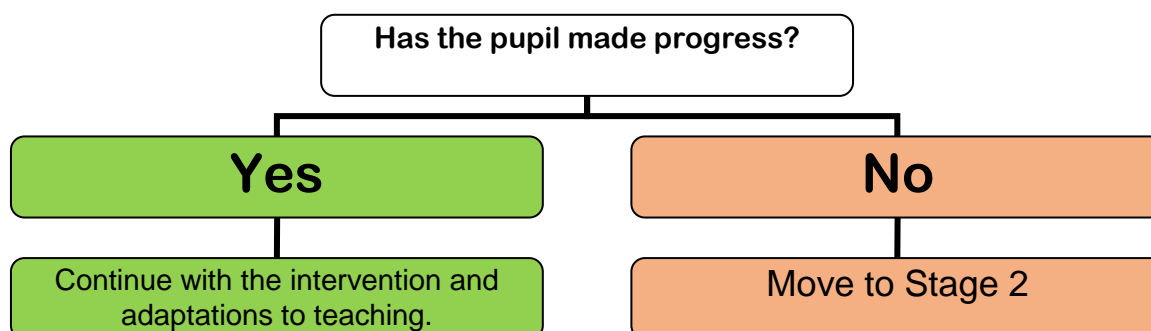 Has the pupil made progress?
Yes
No
Continue with the intervention and
adaptations to teaching.
Move to Stage 2